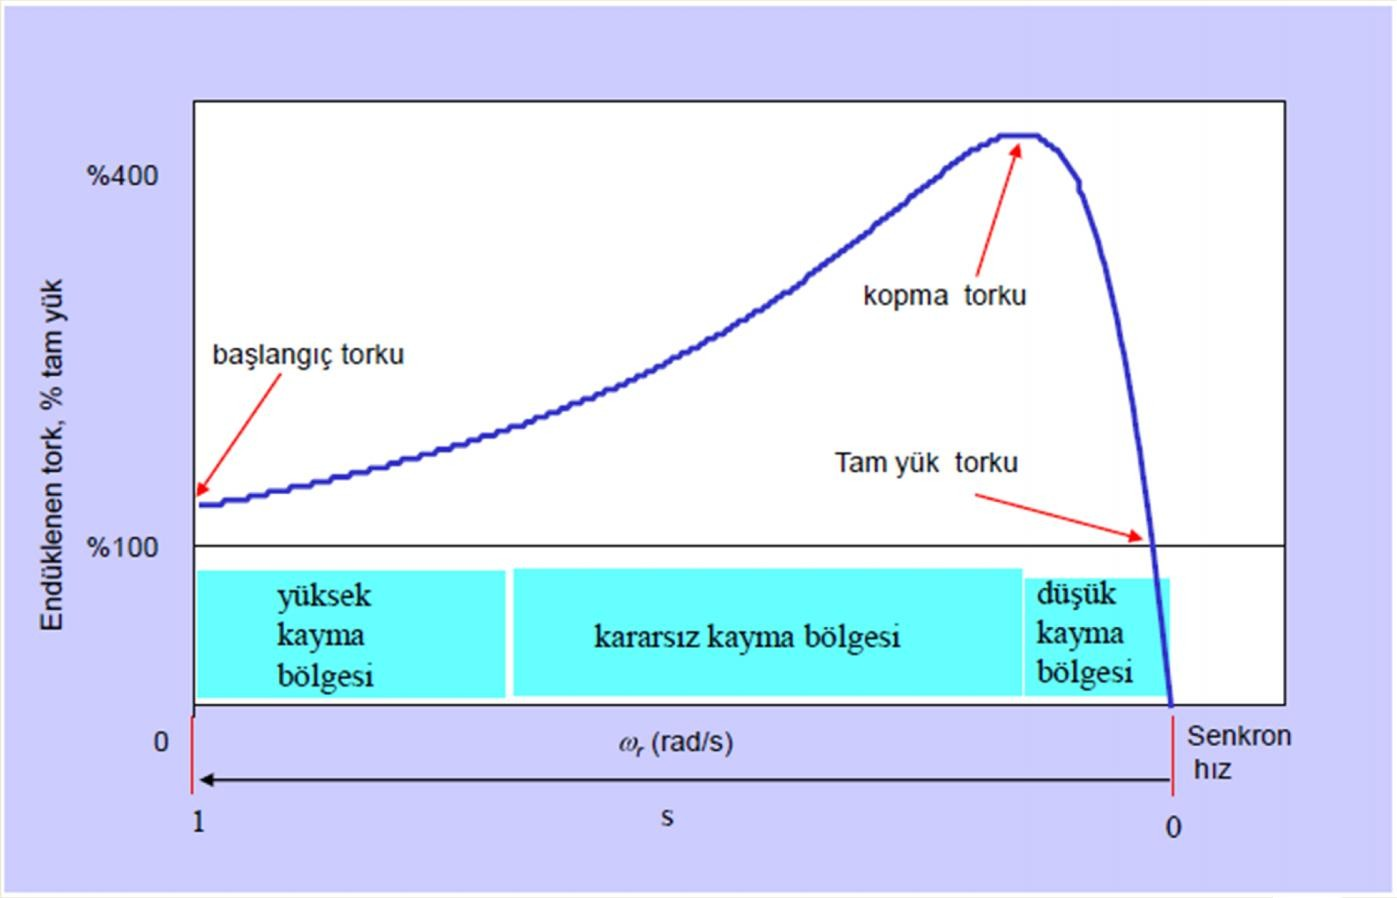 %400
Endüklenen tork, % tam yük
başlangıç torku
kopma torku
Tam yük torku
%100
yüksek
kayma
bölgesi
kararsız kayma bölgesi
düşük
kayma
bölgesi
0
ωr (rad/s)
Senkron
hız
1
s
0